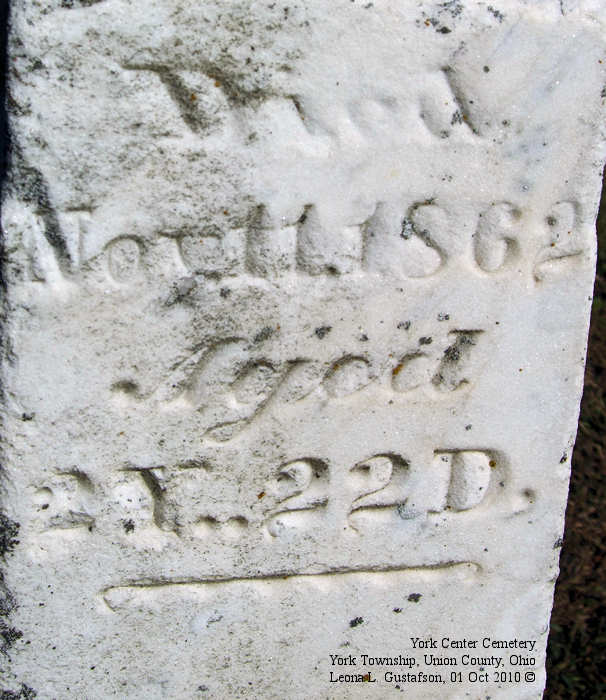 Died
Nov 11. 1862
Aged
2 Y.. 22 D.
York Center Cemetery
York Township, Union County, Ohio
Leona L. Gustafson, 01 Oct 2010 ©